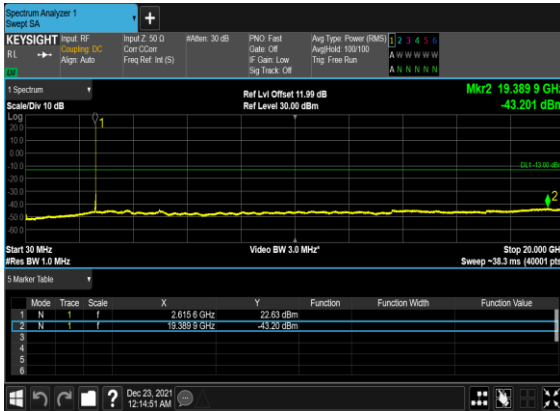 Spectrum Analyzer 1
Swept SA
+
KEYSIGHT Input: RF Input Z: 50 Ω #Atten: 30 dB PNO: Fast Avg Type: Power (RMS) 1 2 3 4 5 6
RL Coupling: DC Corr CCorr Gate: Off Avg|Hold: 100/100 A W W W W W
Align: Auto Freq Ref: Int (S) IF Gain: Low Trig: Free Run
Sig Track: Off A N N N N N
1 Spectrum Ref Lvl Offset 11.99 dB Mkr2 19.389 9 GHz
Scale/Div 10 dB Ref Level 30.00 dBm -43.201 dBm
Log
1
20.0
10.0
0.00
-10.0 DL1 -13.00 dBm
-20.0
-30.0
-40.0 2
-50.0
-60.0
Start 30 MHz Video BW 3.0 MHz* Stop 20.000 GHz
#Res BW 1.0 MHz Sweep ~38.3 ms (40001 pts)
5 Marker Table
Mode Trace Scale X Y Function Function Width Function Value
1 N 1 f 2.615 6 GHz 22.63 dBm
2 N 1 f 19.389 9 GHz -43.20 dBm
3
4
5
6
? Dec 23, 2021
12:14:51 AM